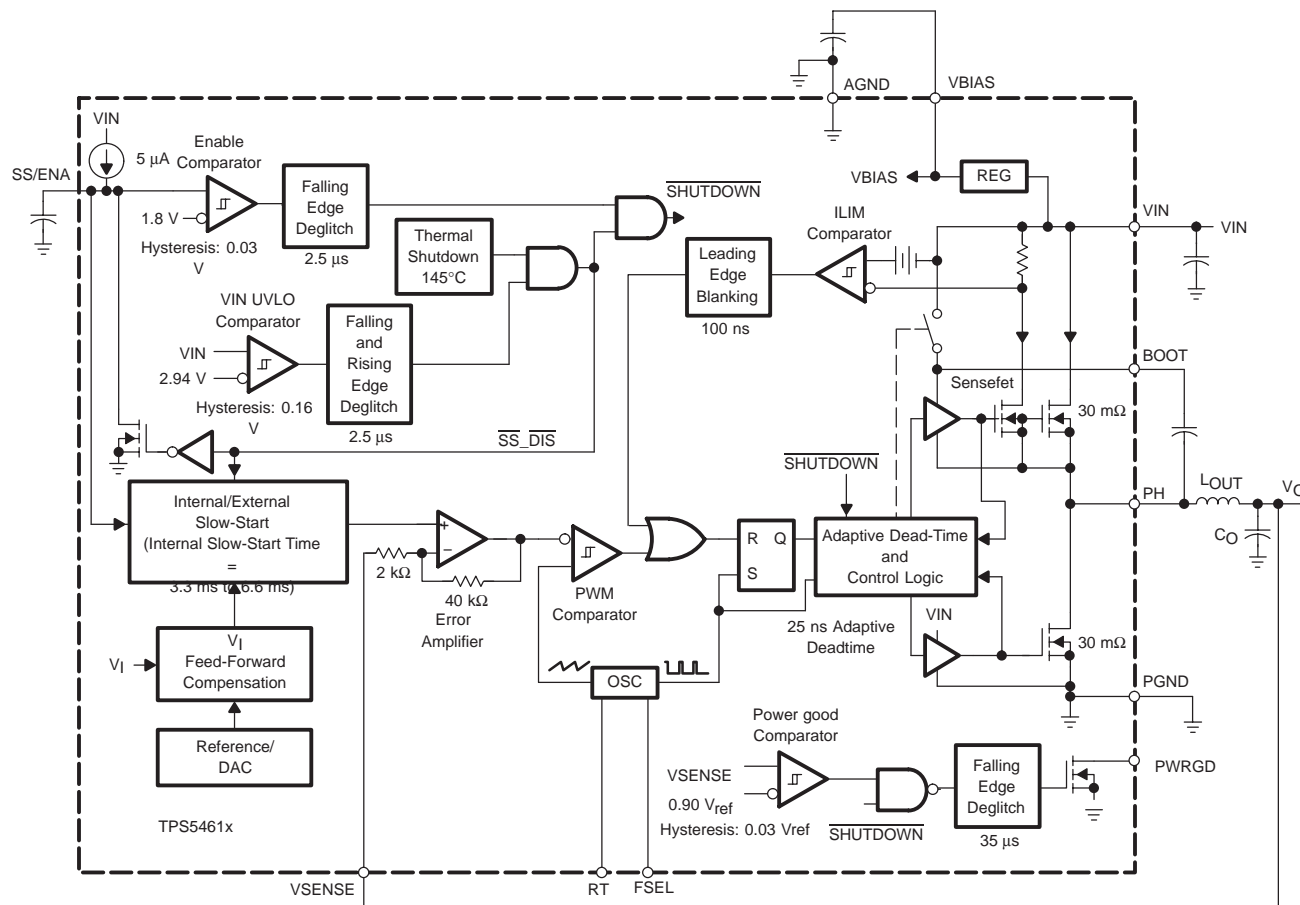 AGND
VBIAS
VIN
5 μA
Enable
Comparator
SS/ENA
1.8 V
Hysteresis: 0.03
V
Falling
Edge
Deglitch
2.5 μs
SHUTDOWN
VBIAS
REG
VIN
VIN
ILIM
Comparator
Thermal
Shutdown
145°C
Leading
Edge
Blanking
100 ns
VIN UVLO
Comparator
VIN
2.94 V
Hysteresis: 0.16
V
Falling
and
Rising
Edge
Deglitch
2.5 μs
BOOT
Sensefet
30 mΩ
SS_DIS
SHUTDOWN
PH
LOUT
VO
CO
Internal/External
Slow-Start
(Internal Slow-Start Time
=
3.3 ms to 6.6 ms)
+
−
2 kΩ
40 kΩ
Error
Amplifier
PWM
Comparator
R Q
S
Adaptive Dead-Time
and
Control Logic
25 ns Adaptive
Deadtime
VIN
30 mΩ
VI
VI
Feed-Forward
Compensation
OSC
PGND
Reference/
DAC
Power good
Comparator
VSENSE
0.90 Vref
Hysteresis: 0.03 Vref
SHUTDOWN
Falling
Edge
Deglitch
35 μs
PWRGD
TPS5461x
VSENSE
RT
FSEL